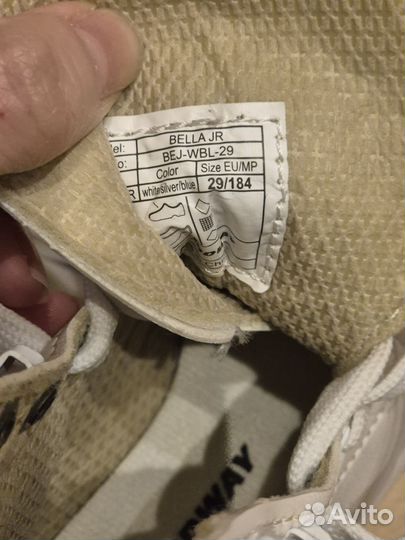 el: BELLA JR
o: BEJ-WBL-29
Color Size EU/MP
R white/silver/blue 29/184
WAY
Avito